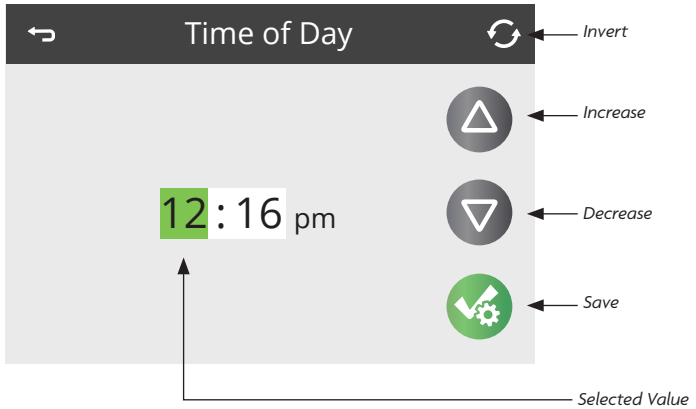 Time of Day
Invert
Increase
12 : 16 pm
Decrease
Save
Selected Value